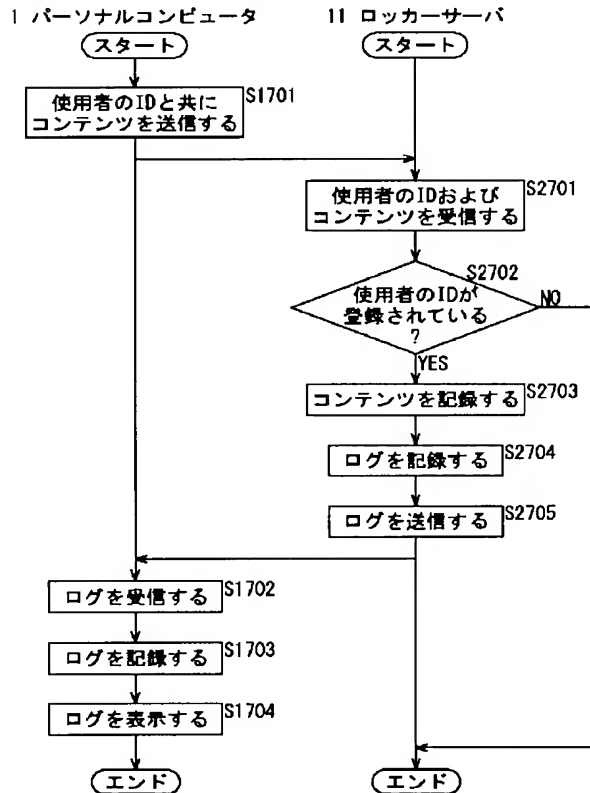 1 パーソナルコンピュータ
11 ロッカーサーバ
スタート
スタート
使用者のIDと共に
コンテンツを送信する
S1701
使用者のIDおよび
コンテンツを受信する
S2701
S2702
使用者のIDが
登録されている
?
NO
YES
コンテンツを記録する
S2703
ログを記録する
S2704
ログを送信する
S2705
ログを受信する
S1702
ログを記録する
S1703
ログを表示する
S1704
エンド
エンド